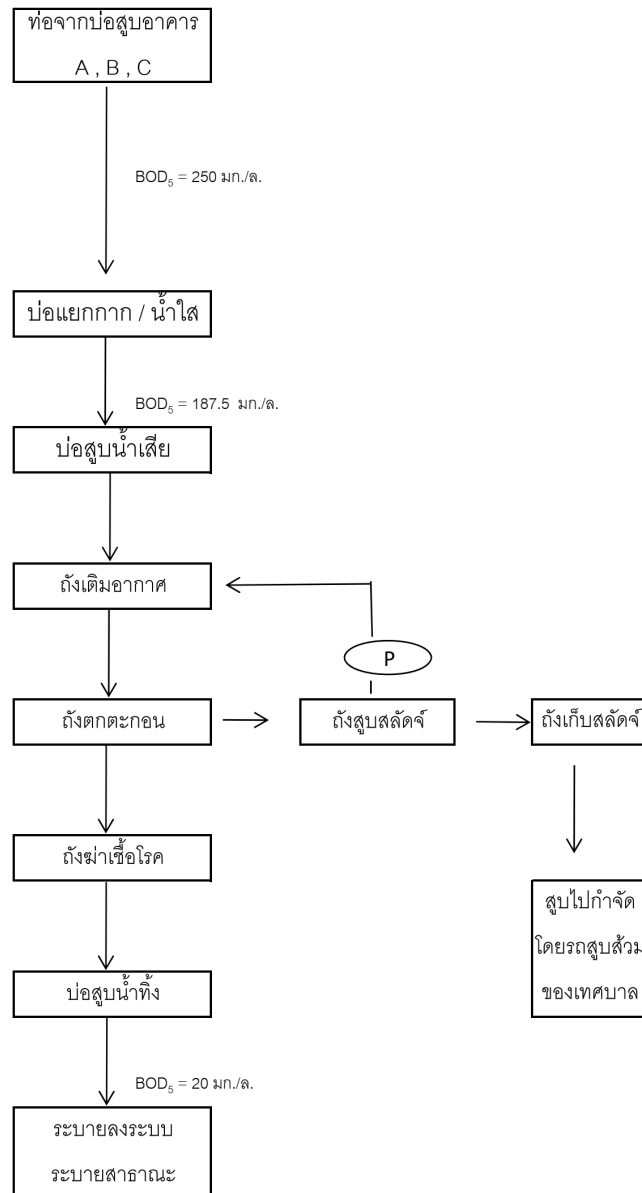 ท่อจากบ่อสูบอาคาร
A , B , C
BOD₅ = 250 มก./ล.
บ่อแยกกาก / น้ำใส
BOD₅ = 187.5 มก./ล.
บ่อสูบน้ำเสีย
ถังเติมอากาศ
P
ถังตกตะกอน
ถังสูบสลัดจ์
ถังเก็บสลัดจ์
ถังฆ่าเชื้อโรค
สูบไปกำจัด
โดยรถสูบส้วม
ของเทศบาล
บ่อสูบน้ำทิ้ง
BOD₅ = 20 มก./ล.
ระบายลงระบบ
ระบายสาธาณะ